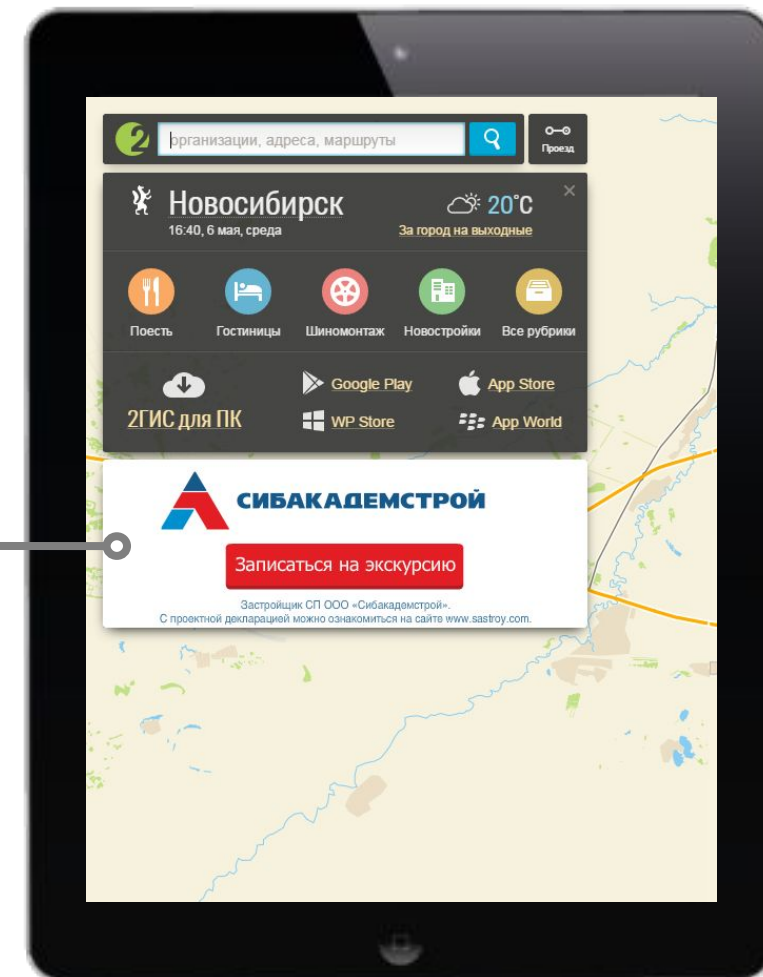 2
организации, адреса, маршруты
Проезд
Новосибирск
20°C
16:40, 6 мая, среда
За город на выходные
Поесть
Гостиницы
Шиномонтаж
Новостройки
Все рубрики
Google Play
App Store
2ГИС для ПК
WP Store
App World
СИБАКАДЕМСТРОЙ
Записаться на экскурсию
Застройщик СП ООО «Сибакадемстрой».
С проектной декларацией можно ознакомиться на сайте www.sastroy.com.